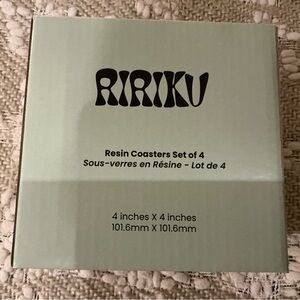 RIRIKU
Resin Coasters Set of 4
Sous-verres en Résine - Lot de 4
4 inches X 4 inches
101.6mm X 101.6mm